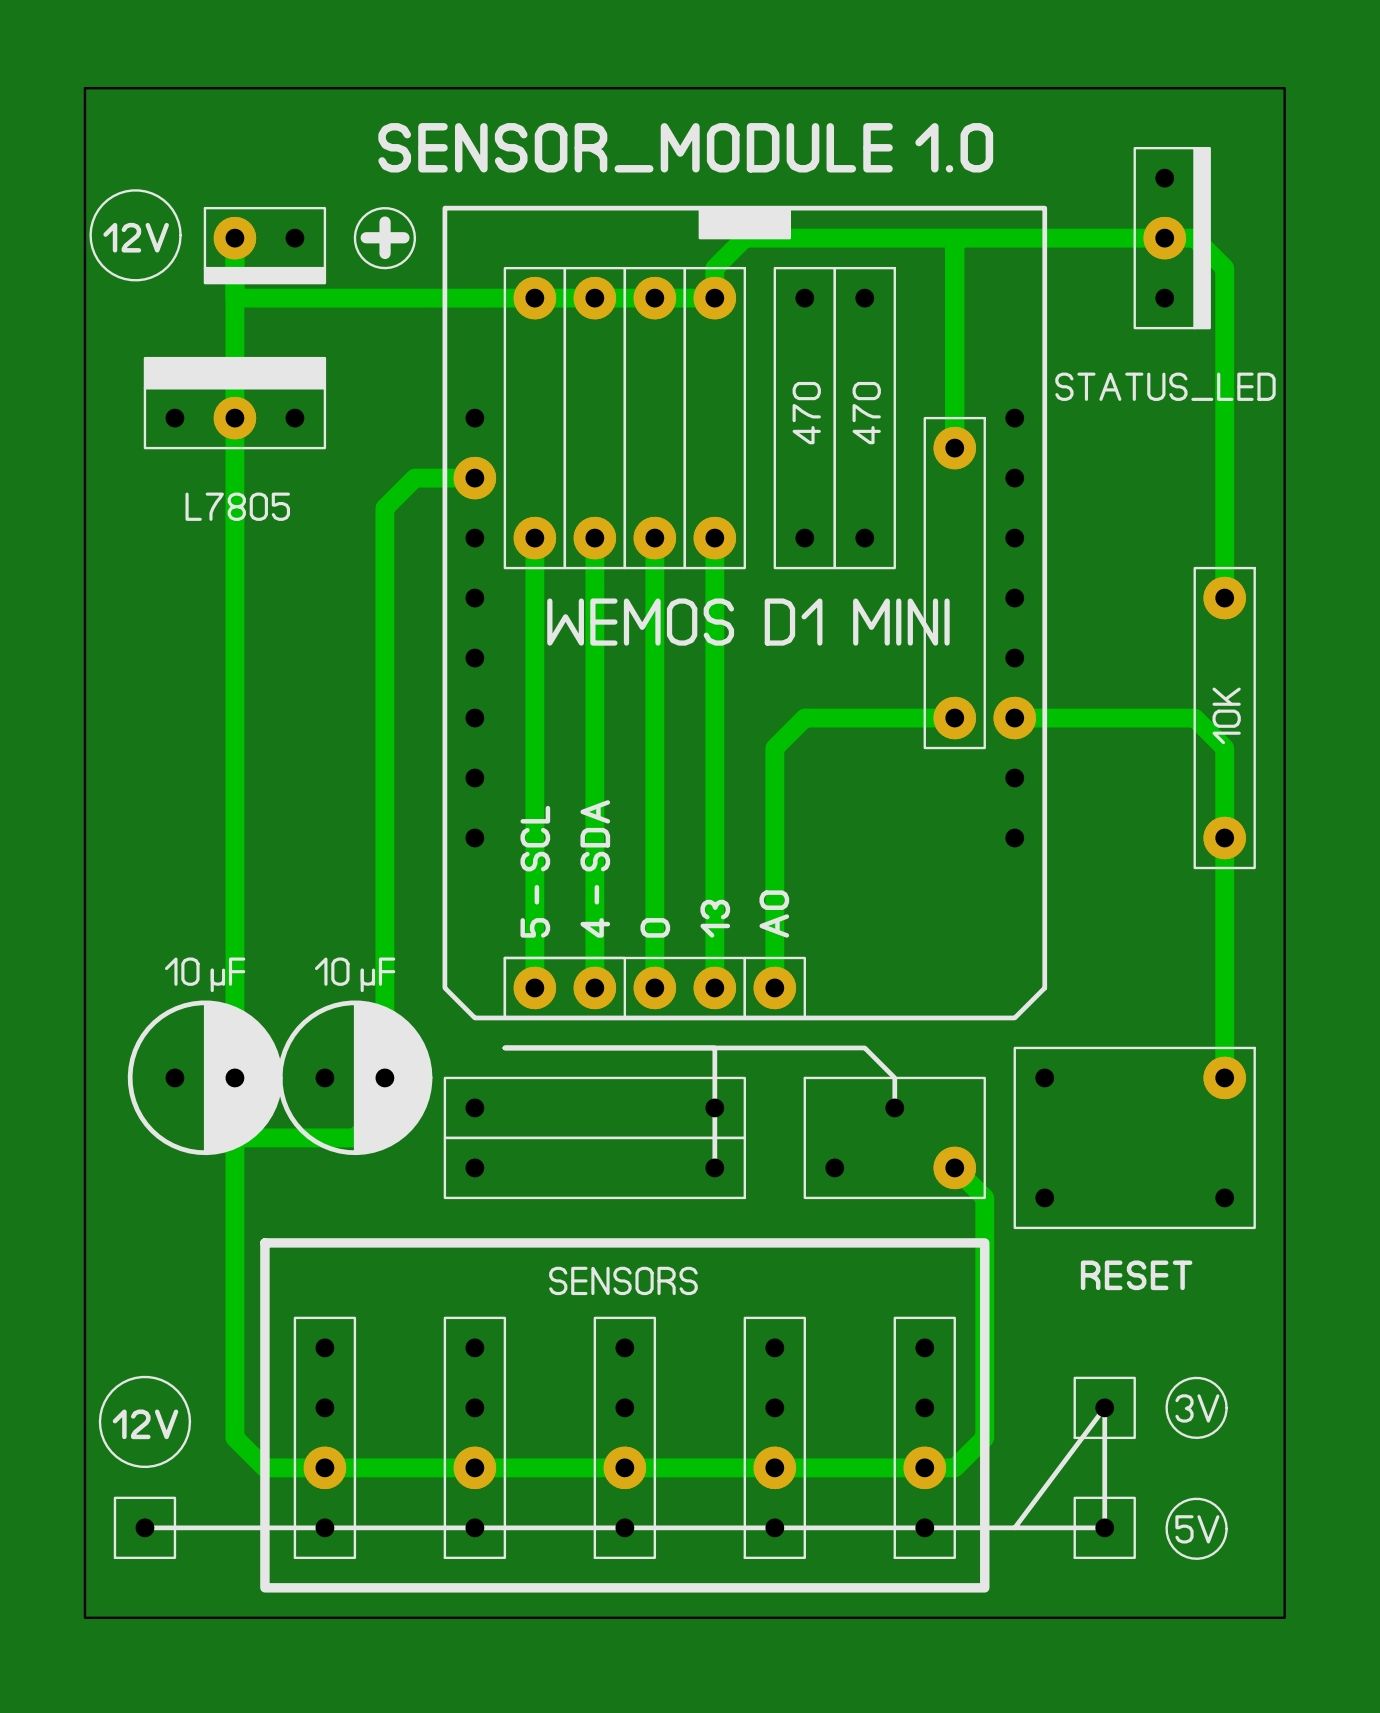 SENSOR_MODULE 1.0
12V
+
STATUS_LED
470
470
L7805
WEMOS D1 MINI
10K
5 - SCL
4 - SDA
0
13
A0
10 µF
10 µF
SENSORS
RESET
12V
3V
5V